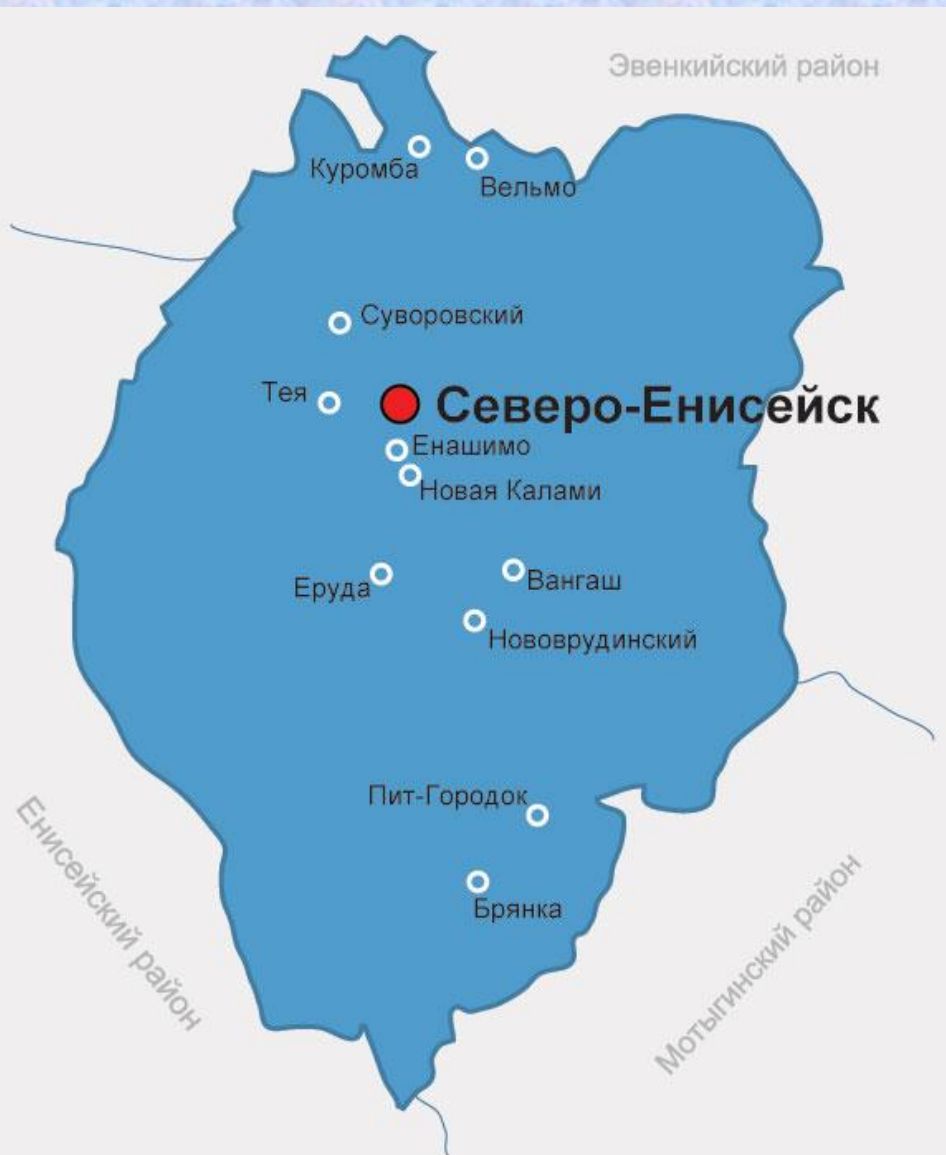 Эвенкийский район
Куромба
Вельмо
Суворовский
Тея
Северо-Енисейск
Енашимо
Новая Калами
Еруда
Вангаш
Нововрудинский
Пит-Городок
Брянка
Енисейский район
Мотыгинский район